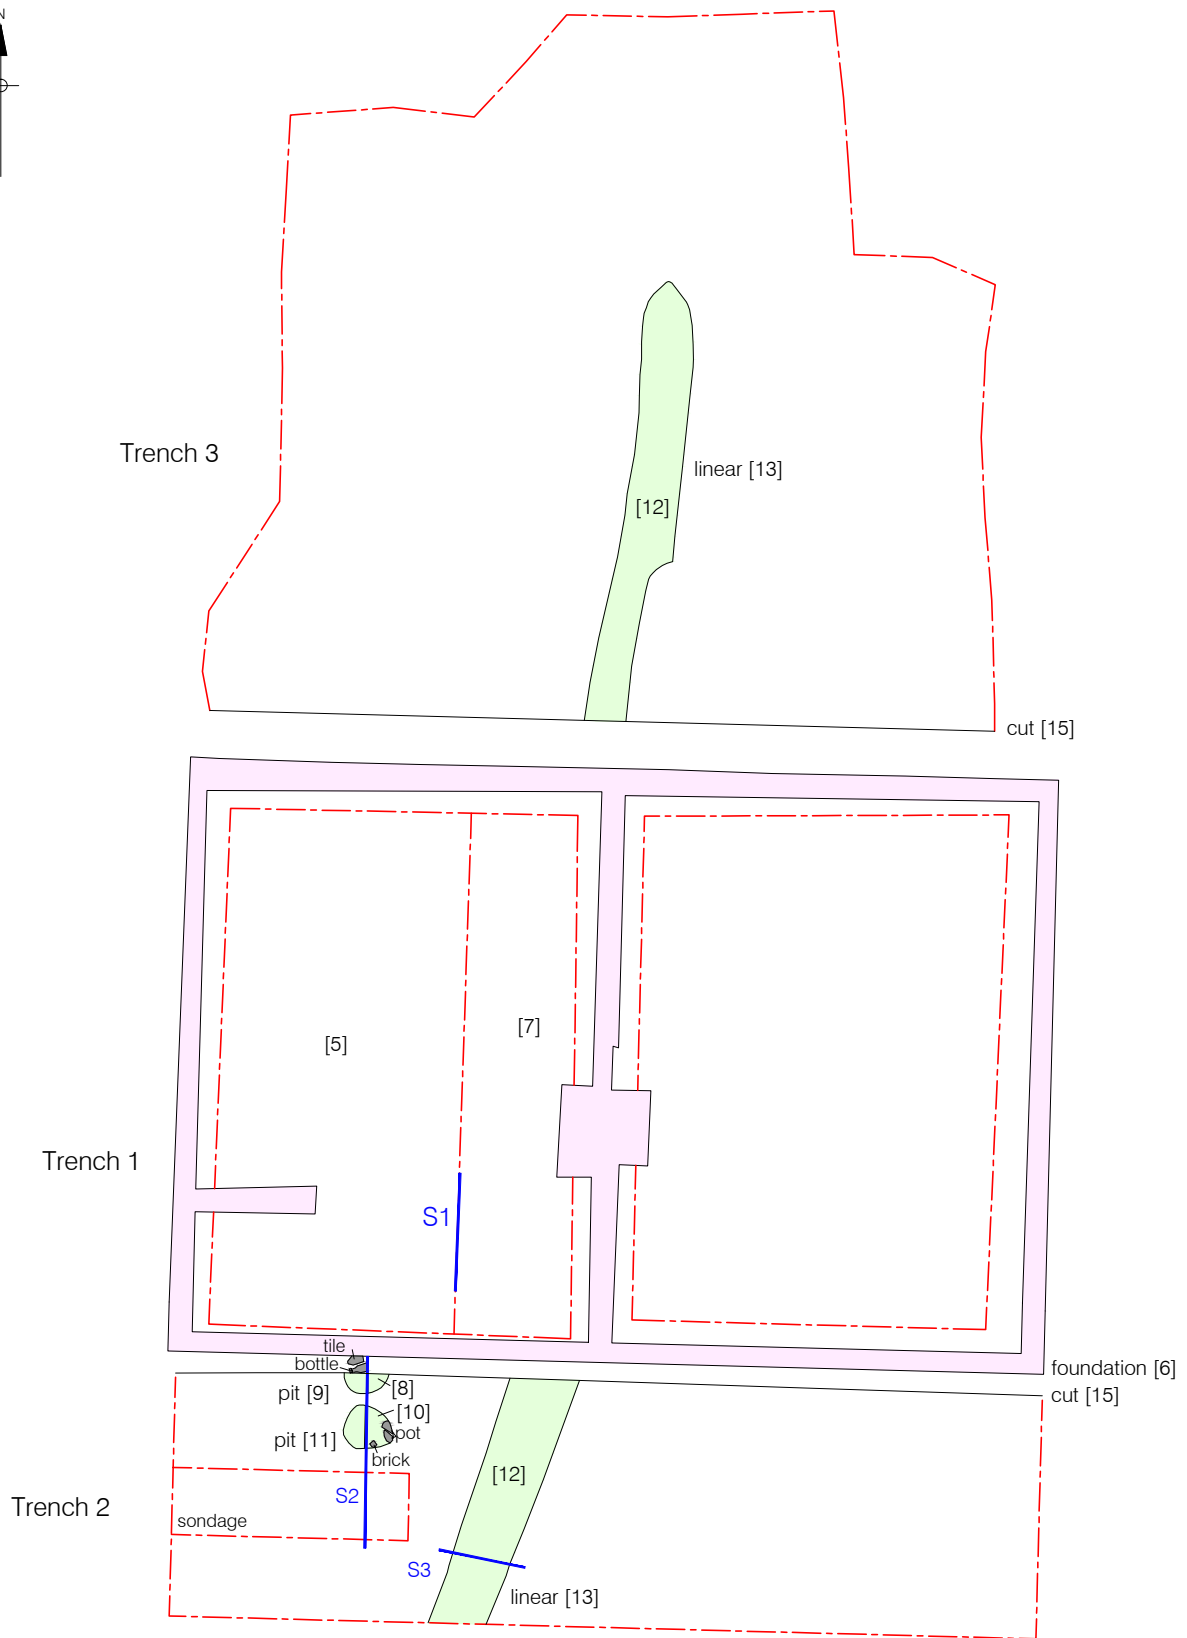 N
Trench 3
linear [13]
[12]
cut [15]
[7]
[5]
Trench 1
S1
tile
bottle
foundation [6]
pit [9]
[8]
cut [15]
[10]
pot
pit [11]
brick
[12]
S2
Trench 2
sondage
S3
linear [13]